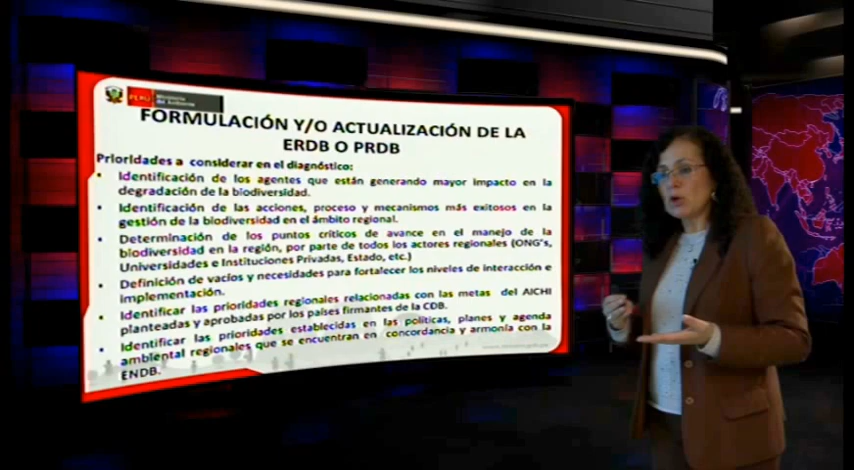 PERÚ
Ministerio
del Ambiente
FORMULACIÓN Y/O ACTUALIZACIÓN DE LA
ERDB O PRDB
Prioridades a considerar en el diagnóstico:
• Identificación de los agentes que están generando mayor impacto en la
degradación de la biodiversidad.
• Identificación de las acciones, proceso y mecanismos más exitosos en la
gestión de la biodiversidad en el ámbito regional.
• Determinación de los puntos críticos de avance en el manejo de la
biodiversidad en la región, por parte de todos los actores regionales (ONG's,
Universidades e Instituciones Privadas, Estado, etc.)
• Definición de vacíos y necesidades para fortalecer los niveles de interacción e
implementación.
• Identificar las prioridades regionales relacionadas con las metas del AICHI
planteadas y aprobadas por los países firmantes de la CDB.
• Identificar las prioridades establecidas en las políticas, planes y agenda
ambiental regionales que se encuentran en concordancia y armonía con la
ENDB.